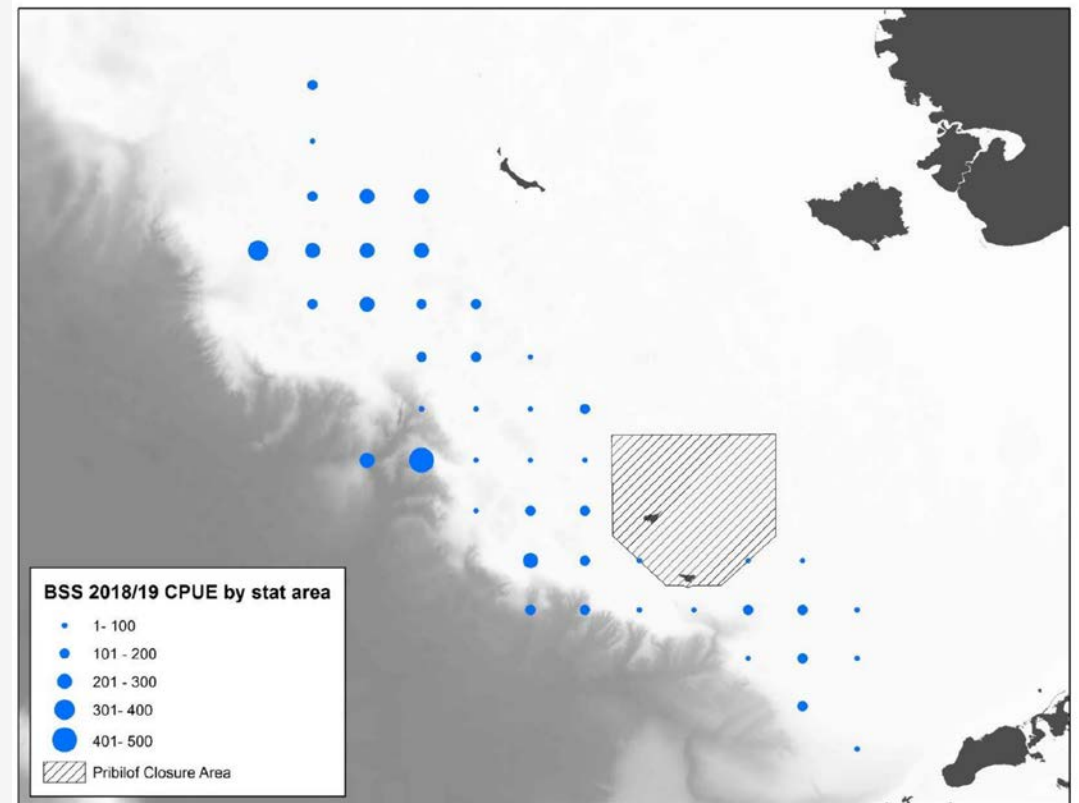 BSS 2018/19 CPUE by stat area
1- 100
101 - 200
201 - 300
301- 400
401- 500
Pribilof Closure Area